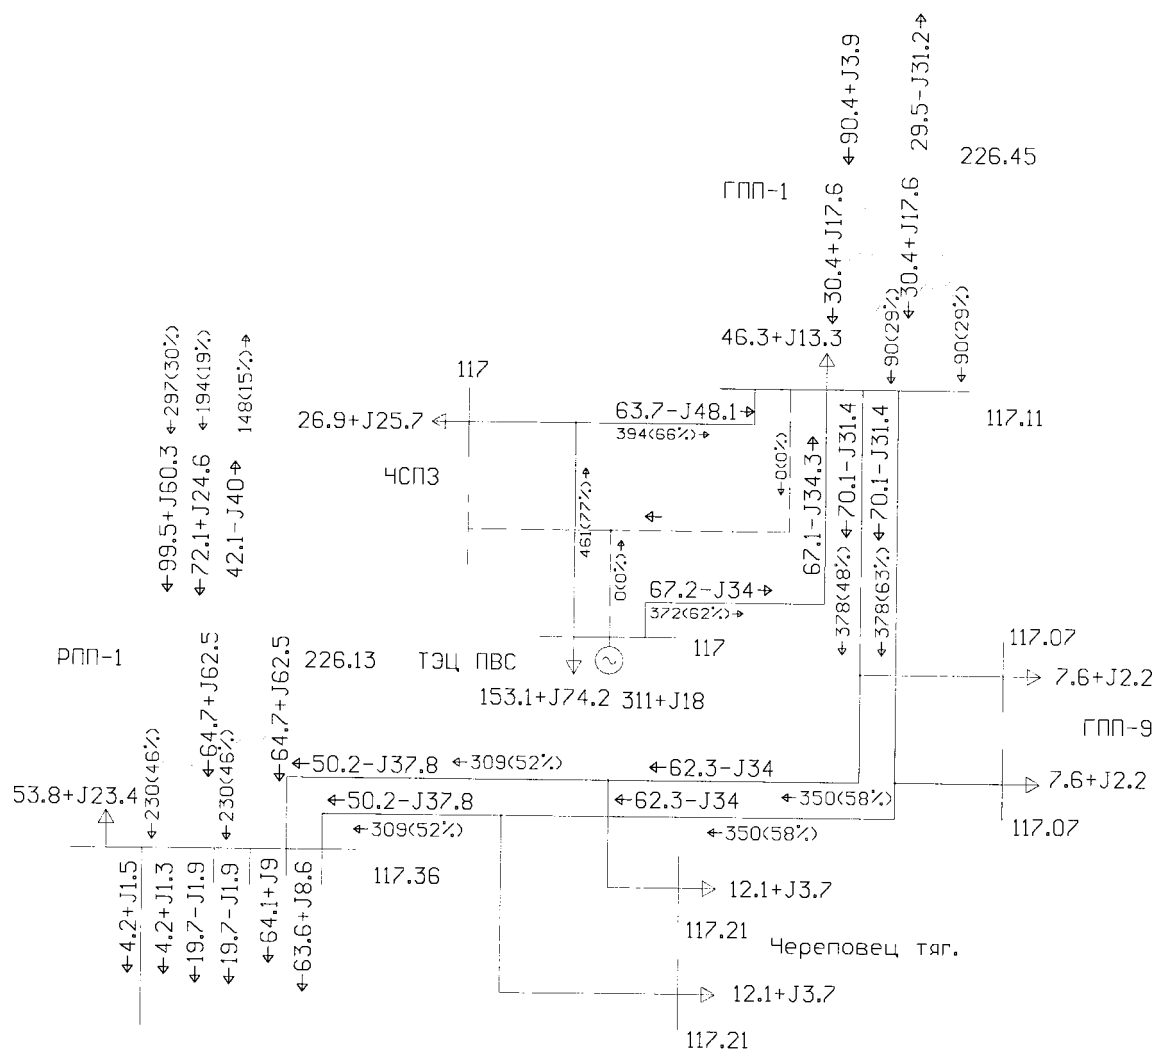 ←90.4+J3.9
29.5-J31.2→
226.45
ГПП-1
←30.4+J17.6
←30.4+J17.6
←90(29%)
←90(29%)
46.3+J13.3
117.11
←297(30%)
←194(19%)
148(15%)→
117
26.9+J25.7
63.7-J48.1→
394(66%)→
ЧСПЗ
←0(0%)
67.1-J34.3→
←70.1-J31.4
←70.1-J31.4
←99.5+J60.3
←72.1+J24.6
42.1-J40→
461(77%)→
←
0(0%)→
67.2-J34→
372(62%)→
←378(48%)
←378(63%)
РПП-1
←64.7+J62.5
←64.7+J62.5
226.13
ТЭЦ ПВС
117
153.1+J74.2
311+J18
117.07
7.6+J2.2
ГПП-9
7.6+J2.2
117.07
←50.2-J37.8
←309(52%)
←62.3-J34
←350(58%)
←50.2-J37.8
←309(52%)
←62.3-J34
←350(58%)
53.8+J23.4
←230(46%)
←230(46%)
117.36
←4.2+J1.5
←4.2+J1.3
←19.7-J1.9
←19.7-J1.9
←64.1+J9
←63.6+J8.6
12.1+J3.7
117.21
Череповец тяг.
12.1+J3.7
117.21